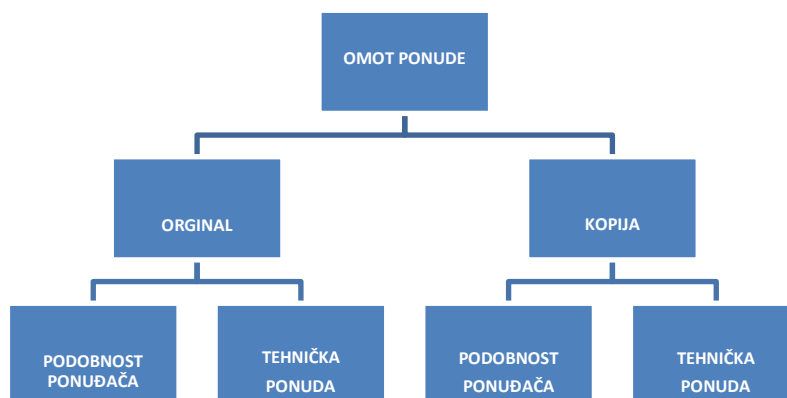 OMOT PONUDE
ORGINAL
KOPIJA
PODOBNOST
PONUĐAČA
TEHNIČKA
PONUDA
PODOBNOST
PONUĐAČA
TEHNIČKA
PONUDA